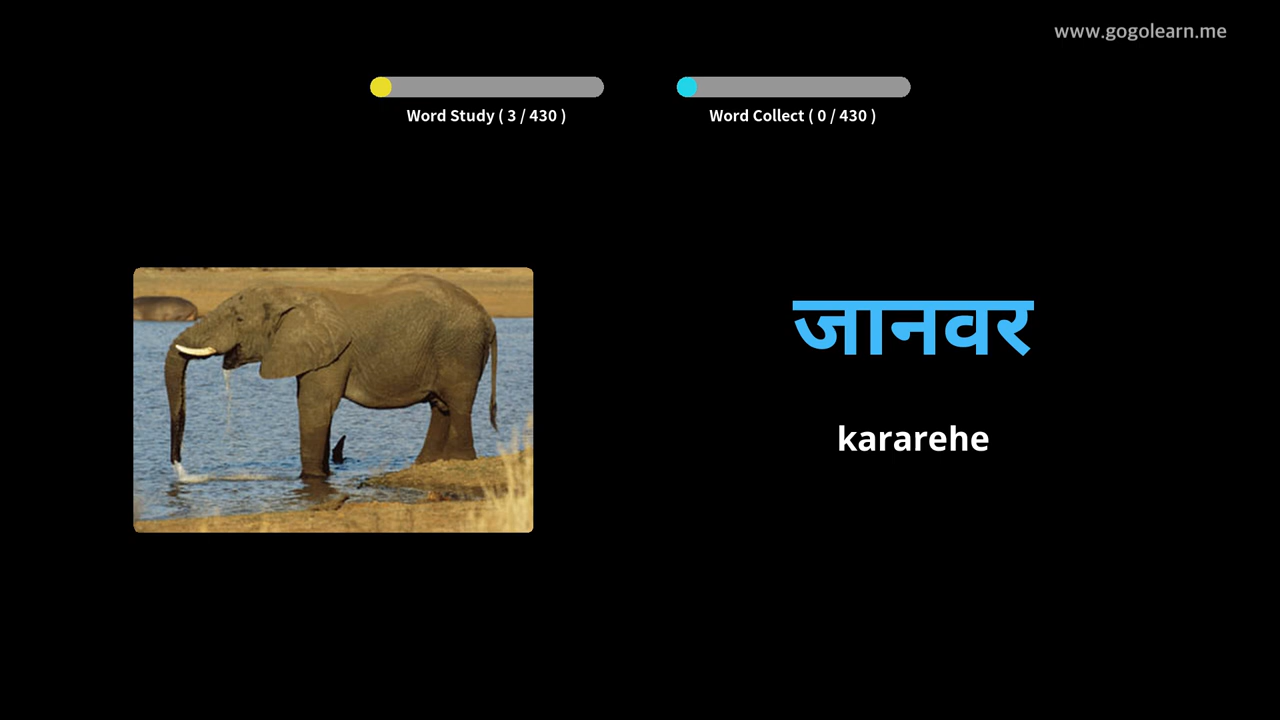 www.gogolearn.me
Word Study ( 3 / 430 )
Word Collect ( 0 / 430 )
जानवर
kararehe